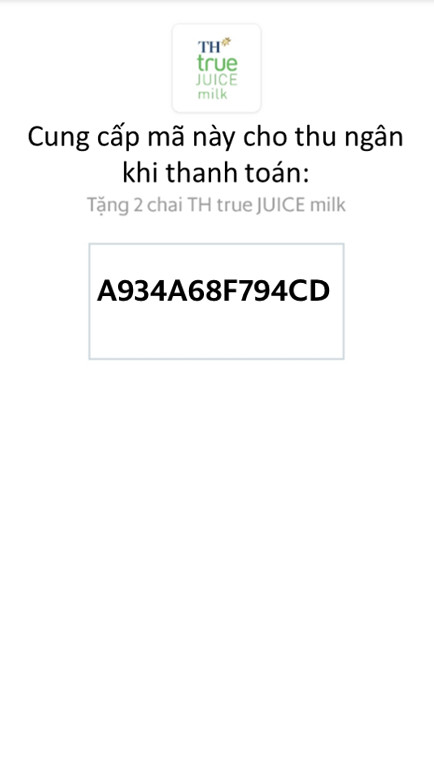 TH
true
JUICE
milk
Cung cấp mã này cho thu ngân
khi thanh toán:
Tặng 2 chai TH true JUICE milk
A934A68F794CD